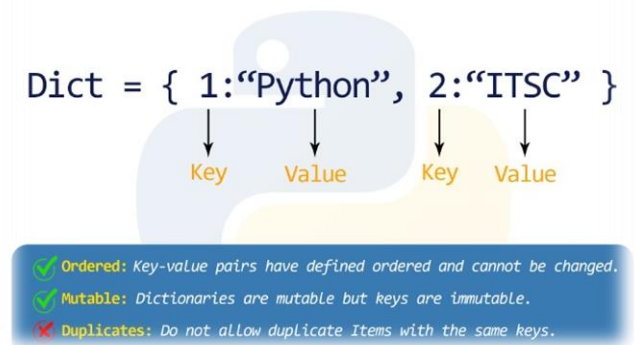 Dict = { 1:“Python”, 2:“ITSC” }
Key Value Key Value
Ordered: Key-value pairs have defined ordered and cannot be changed.
Mutable: Dictionaries are mutable but keys are immutable.
Duplicates: Do not allow duplicate Items with the same keys.